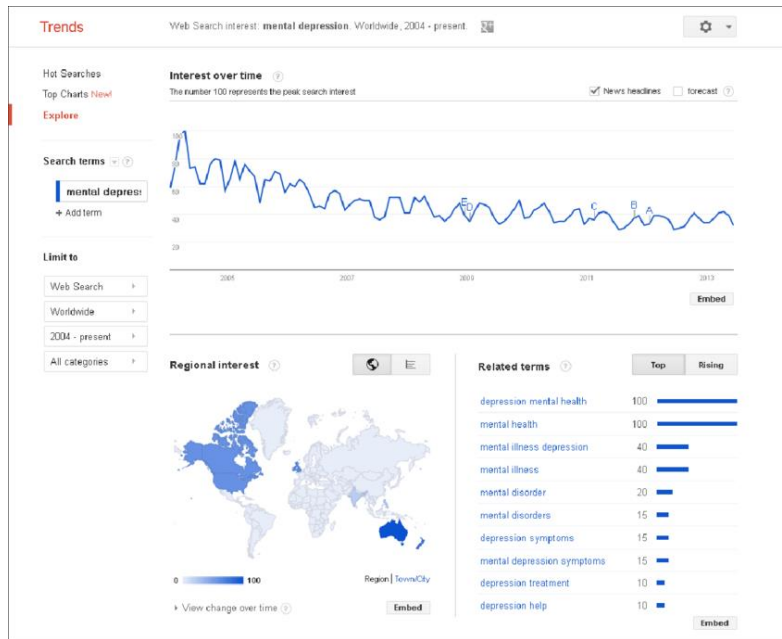 Trends
Web Search interest: mental depression. Worldwide, 2004 - present.
Hot Searches
Top Charts New!
Explore
Search terms
mental depress
+ Add term
Limit to
Web Search
Worldwide
2004 - present
All categories
Interest over time ?
The number 100 represents the peak search interest
News headlines
forecast ?
100
80
60
40
20
E
D
C
B
A
2005
2007
2009
2011
2013
Embed
Regional interest ?
0
100
Region | Town/City
View change over time ?
Embed
Related terms ?
Top
Rising
depression mental health 100
mental health 100
mental illness depression 40
mental illness 40
mental disorder 20
mental disorders 15
depression symptoms 15
mental depression symptoms 15
depression treatment 10
depression help 10
Embed